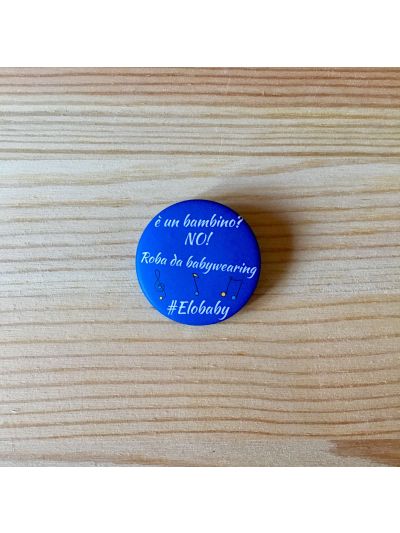 è un bambino?
NO!
Roba da babywearing
#Elobaby